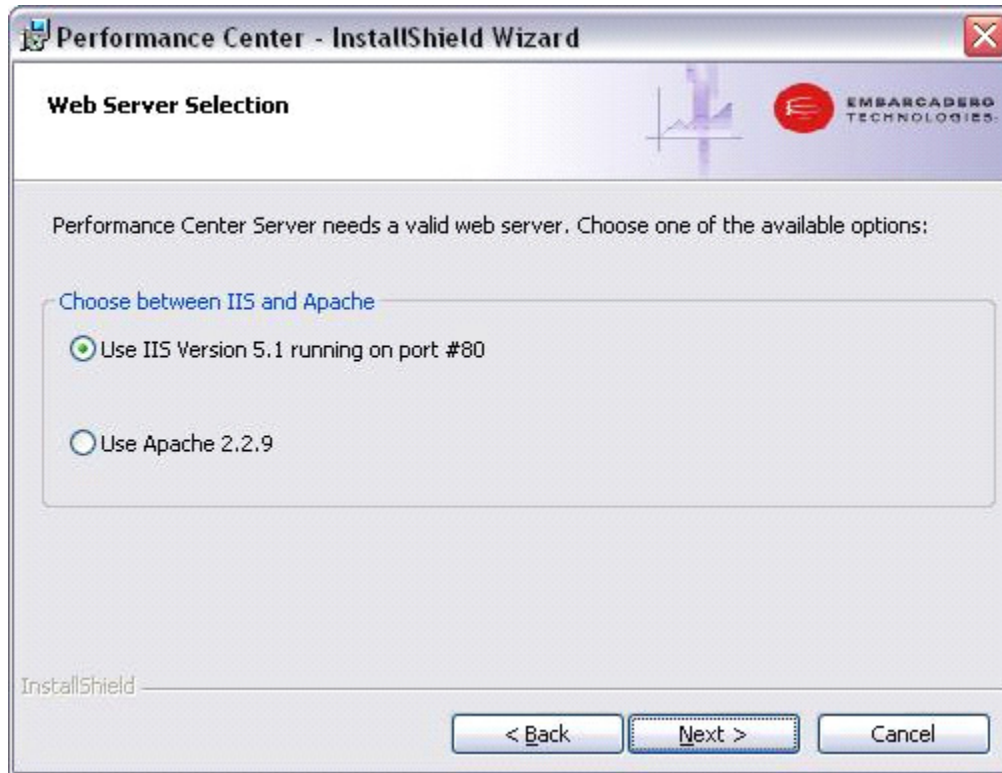 Performance Center - InstallShield Wizard
Web Server Selection
EMBARCADERO
TECHNOLOGIES.
Performance Center Server needs a valid web server. Choose one of the available options:
Choose between IIS and Apache
Use IIS Version 5.1 running on port #80
Use Apache 2.2.9
InstallShield
< Back
Next >
Cancel